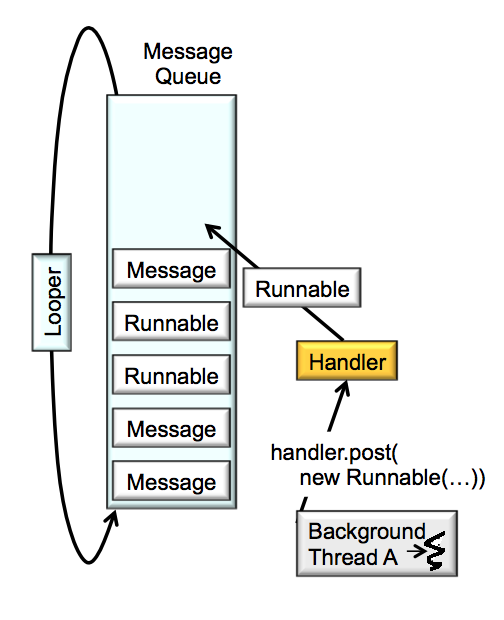 Message
Queue
Message
Runnable
Looper
Runnable
Handler
Runnable
Message
Message
handler.post(
new Runnable(…))
Background
Thread A